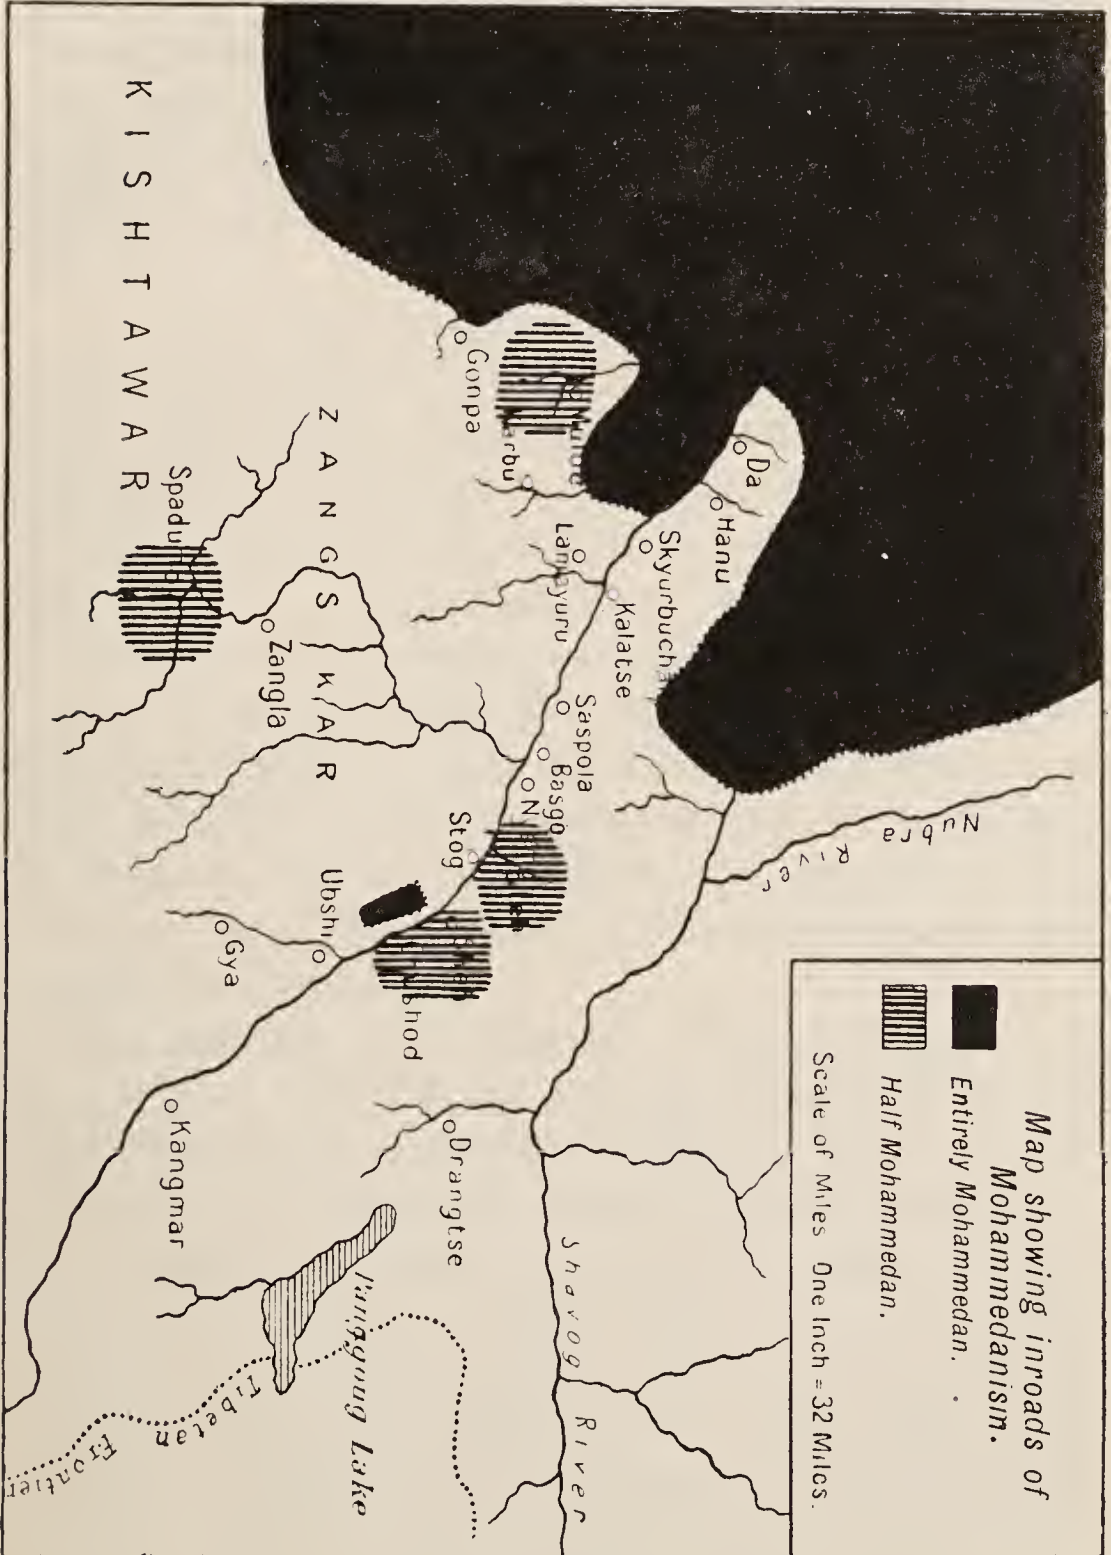 Map showing inroads of
Mohammedanism.
Entirely Mohammedan.
Half Mohammedan.
Scale of Miles One Inch = 32 Miles.
Nubra
River
Da
Hanu
Skyurbuchan
Kalatse
Lamayuru
Gonpa
Saspola
Basgo
Stog
Ubshi
Gya
Kangmar
Drangtse
Shayog River
Panggong Lake
Tibetan Frontier
ZANGSKAR
Zangla
KISHTAWAR